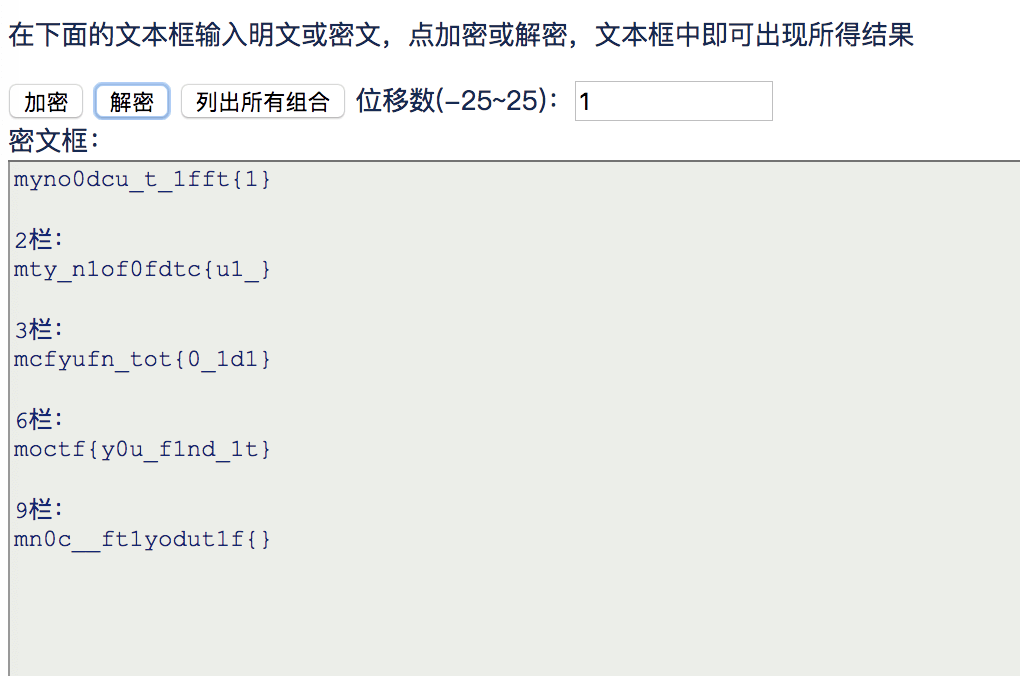 在下面的文本框输入明文或密文，点加密或解密，文本框中即可出现所得结果
加密 解密 列出所有组合 位移数(-25~25)： 1
密文框：
myno0dcu_t_1fft{1}
2栏：
mty_n1of0fdtc{u1_}
3栏：
mcfyufn_tot{0_1d1}
6栏：
moctf{y0u_f1nd_1t}
9栏：
mn0c__ft1yodut1f{}